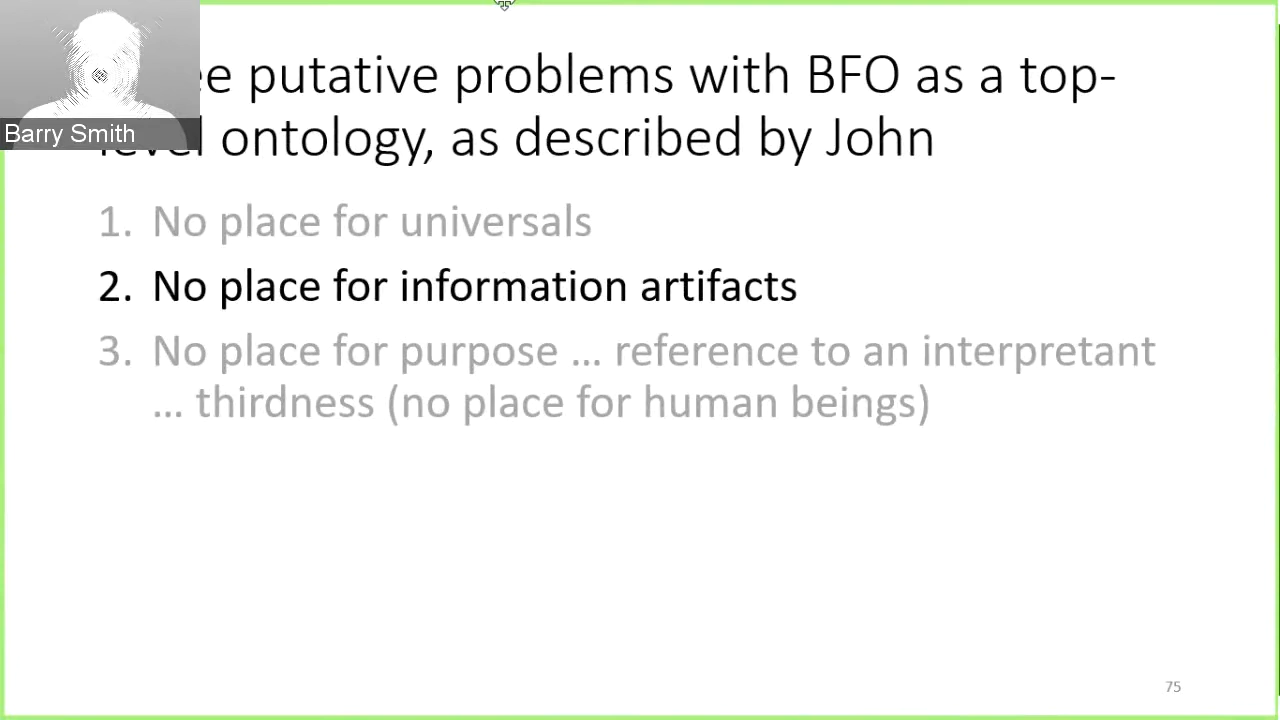 ee putative problems with BFO as a top-
Barry Smith
level ontology, as described by John
1. No place for universals
2. No place for information artifacts
3. No place for purpose … reference to an interpretant
… thirdness (no place for human beings)
75